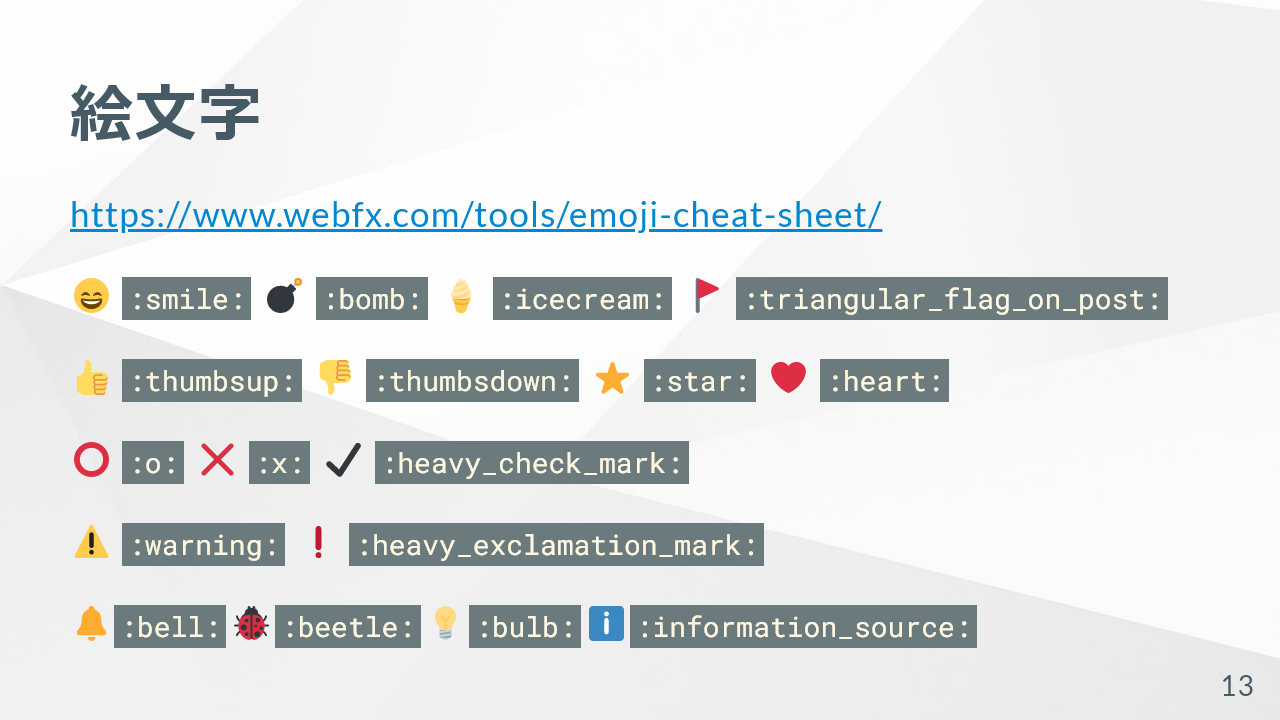 絵文字
https://www.webfx.com/tools/emoji-cheat-sheet/
😄 :smile: 💣 :bomb: 🍦 :icecream: 🚩 :triangular_flag_on_post:
👍 :thumbsup: 👎 :thumbsdown: ⭐ :star: ❤️ :heart:
⭕ :o: ❌ :x: ✔️ :heavy_check_mark:
⚠️ :warning: ❗ :heavy_exclamation_mark:
🔔 :bell: 🐞 :beetle: 💡 :bulb: ℹ️ :information_source:
13